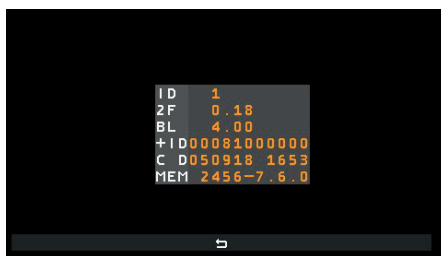 ID 1
2F 0.18
BL 4.00
+ID00081000000
C D050918 1653
MEM 2456-7.6.0